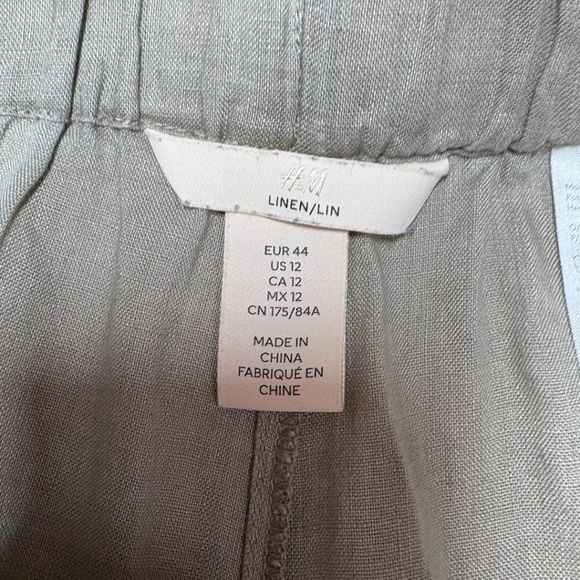 H&M
LINEN/LIN
EUR 44
US 12
CA 12
MX 12
CN 175/84A
MADE IN
CHINA
FABRIQUÉ EN
CHINE